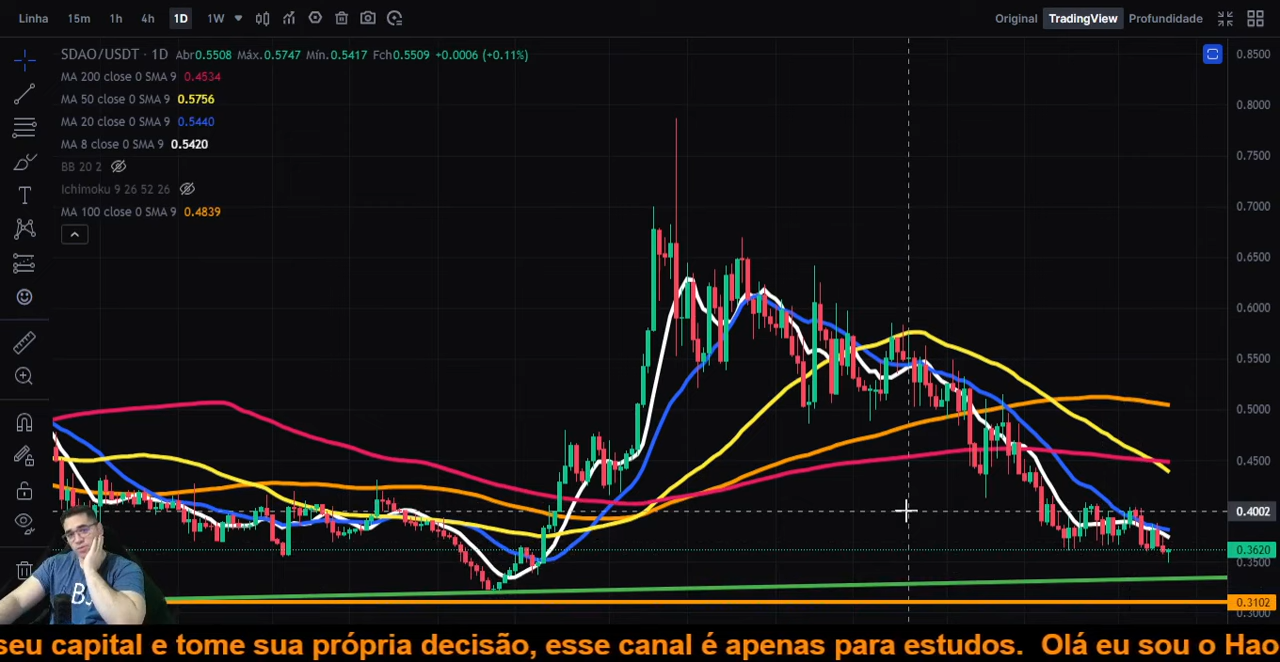 Linha 15m 1h 4h 1D 1W Original TradingView Profundidade
SDAO/USDT · 1D Abr0.5508 Máx.0.5747 Mín.0.5417 Fch0.5509 +0.0006 (+0.11%)
MA 200 close 0 SMA 9 0.4534
MA 50 close 0 SMA 9 0.5756
MA 20 close 0 SMA 9 0.5440
MA 8 close 0 SMA 9 0.5420
BB 20 2
Ichimoku 9 26 52 26
MA 100 close 0 SMA 9 0.4839
0.8500
0.8000
0.7500
0.7000
0.6500
0.6000
0.5500
0.5000
0.4500
0.4002
0.3620
0.3500
0.3102
0.3000
seu capital e tome sua própria decisão, esse canal é apenas para estudos. Olá eu sou o Hao